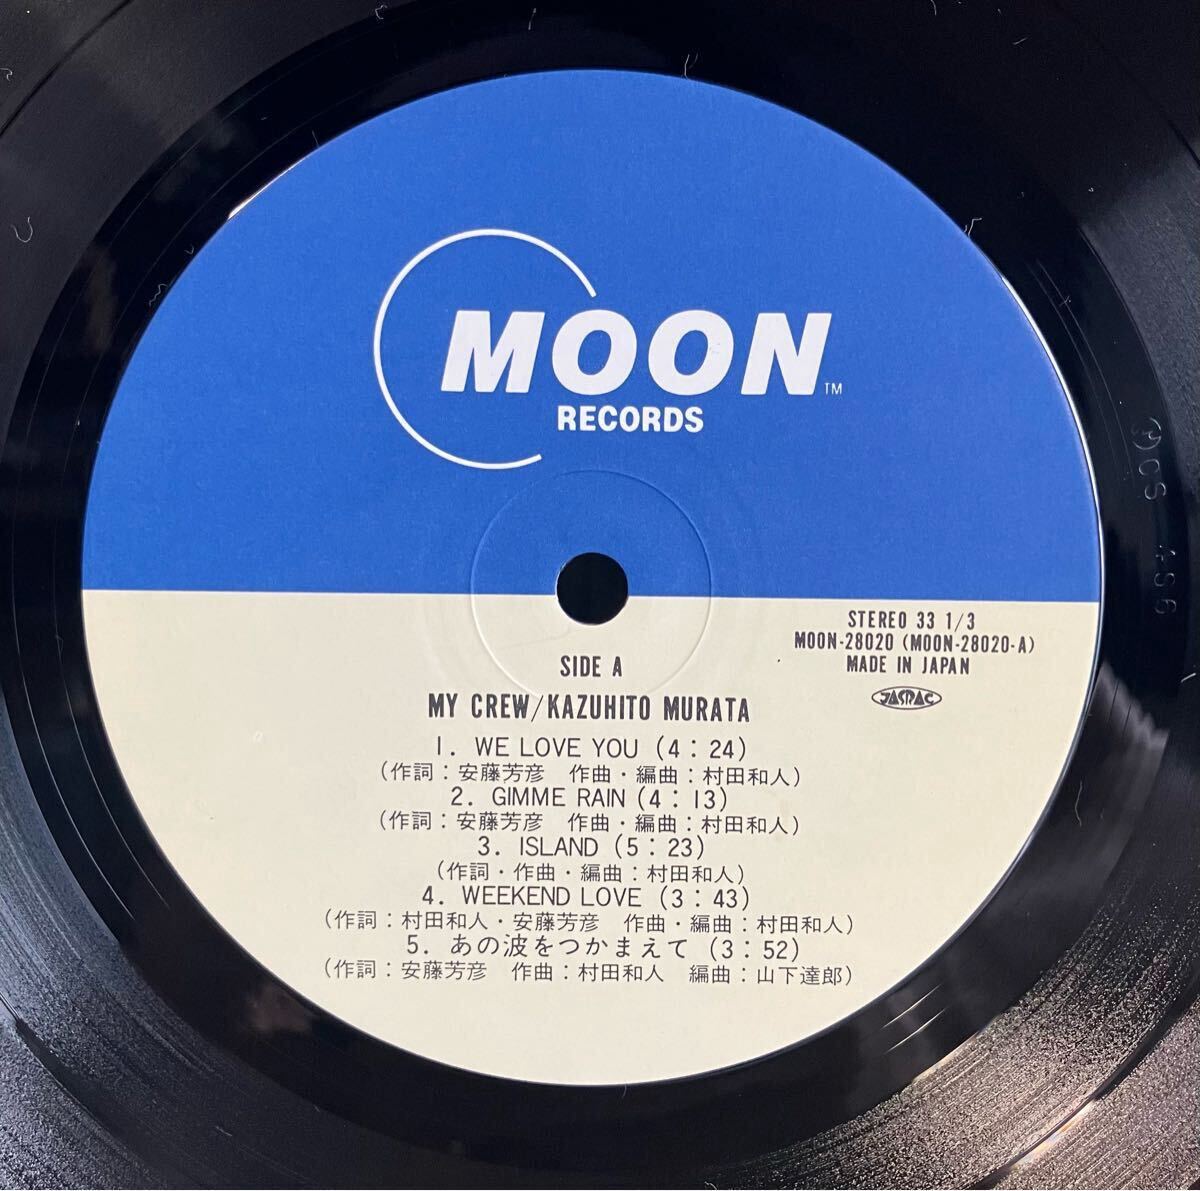 MOON™
RECORDS
STEREO 33 1/3
MOON-28020 (MOON-28020-A)
MADE IN JAPAN
JASRAC
SIDE A
MY CREW/KAZUHITO MURATA
1. WE LOVE YOU (4:24)
(作詞:安藤芳彦 作曲・編曲:村田和人)
2. GIMME RAIN (4:13)
(作詞:安藤芳彦 作曲・編曲:村田和人)
3. ISLAND (5:23)
(作詞・作曲・編曲:村田和人)
4. WEEKEND LOVE (3:43)
(作詞:村田和人・安藤芳彦 作曲・編曲:村田和人)
5. あの波をつかまえて (3:52)
(作詞:安藤芳彦 作曲:村田和人 編曲:山下達郎)